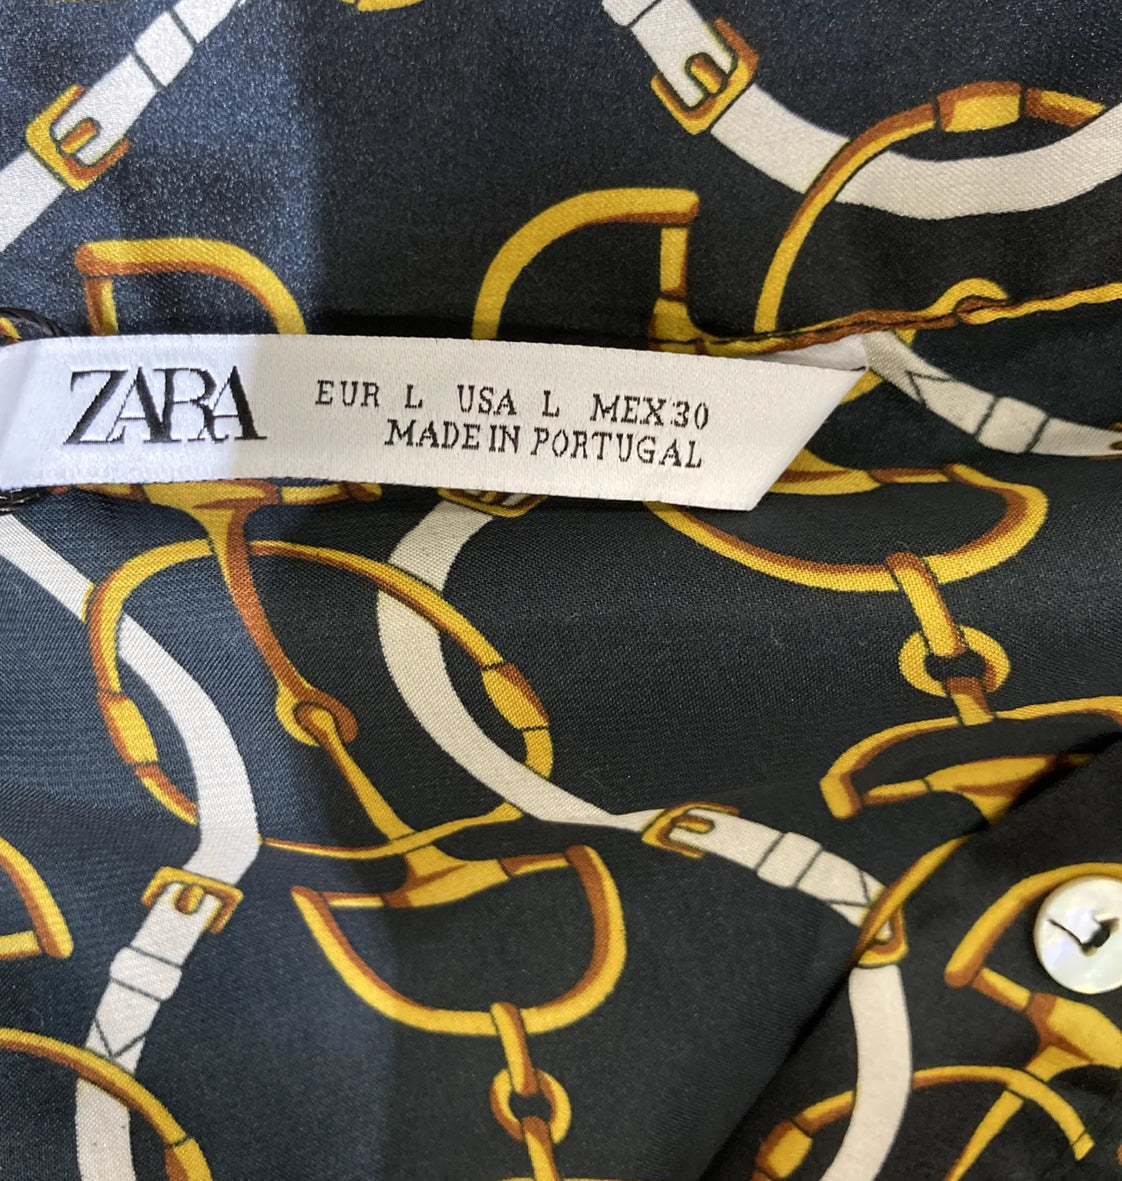 ZARA
EUR L USA L MEX 30
MADE IN PORTUGAL